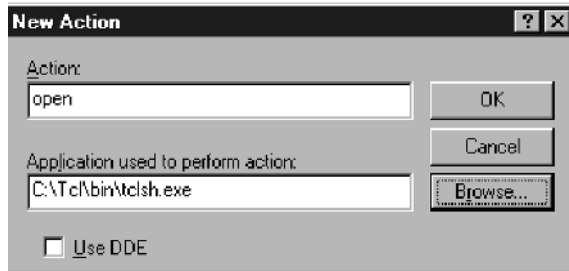 New Action
Action:
open
OK
Cancel
Application used to perform action:
C:\Tcl\bin\tclsh.exe
Browse...
Use DDE